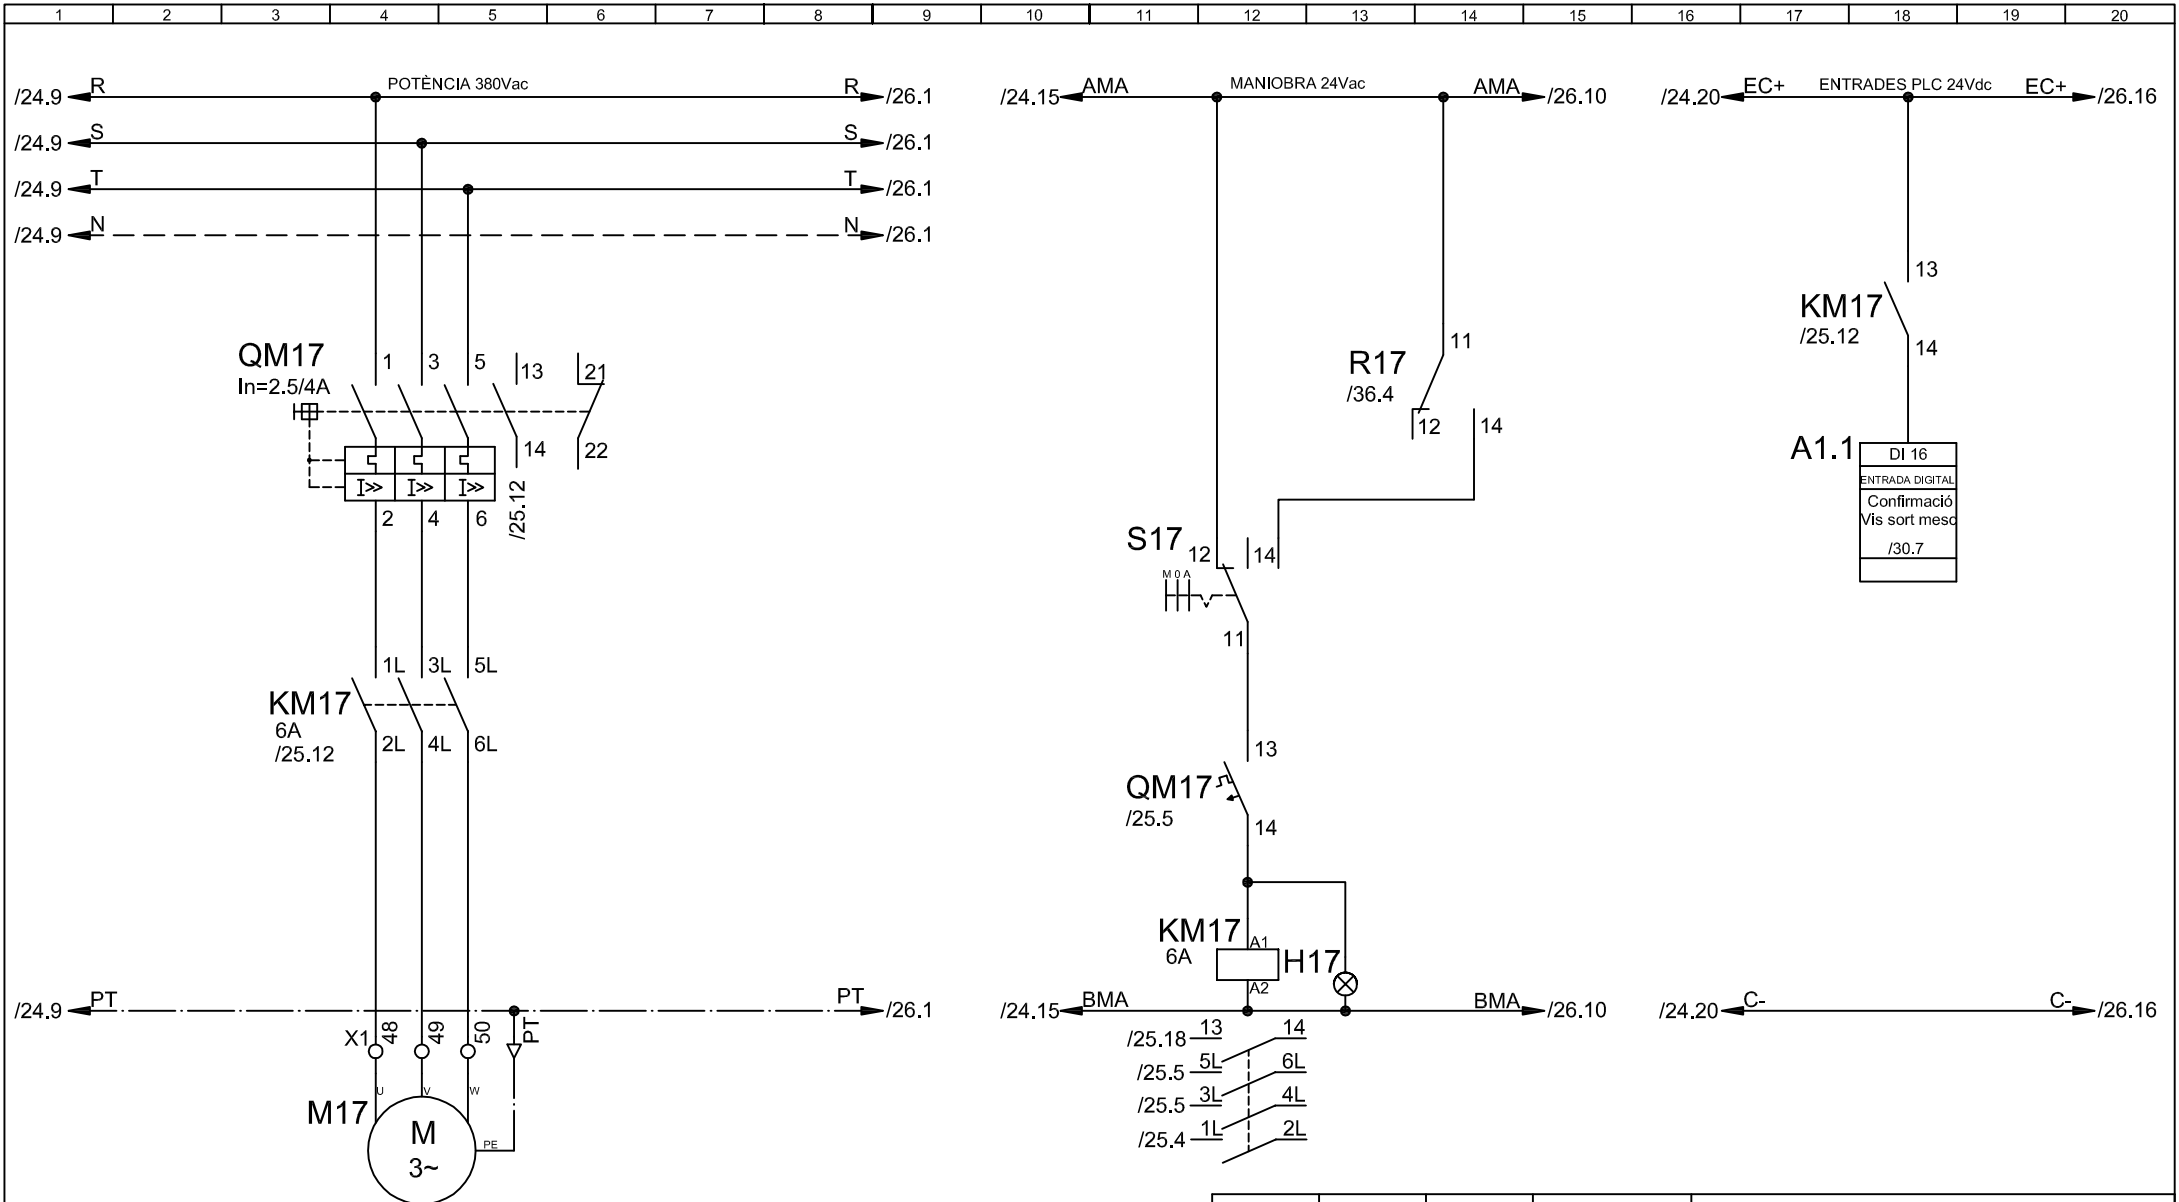 1 2 3 4 5 6 7 8 9 10 11 12 13 14 15 16 17 18 19 20
/24.9 R POTÈNCIA 380Vac R /26.1
/24.9 S S /26.1
/24.9 T T /26.1
/24.9 N N /26.1
QM17
In=2.5/4A
1 3 5 13 21
14 22
2 4 6
/25.12
1L 3L 5L
KM17
6A
/25.12
2L 4L 6L
/24.9 PT PT /26.1
X1 48 49 50 PT
U V W
M17
M
3~
PE
/24.15 AMA MANIOBRA 24Vac AMA /26.10
R17
/36.4
11
12 14
S17
12 14
M 0 A
11
13
QM17
/25.5
14
KM17
6A
A1
A2
H17
/24.15 BMA BMA /26.10
/25.18 13 14
/25.5 5L 6L
/25.5 3L 4L
/25.4 1L 2L
/24.20 EC+ ENTRADES PLC 24Vdc EC+ /26.16
13
KM17
/25.12
14
A1.1
DI 16
ENTRADA DIGITAL
Confirmació
Vis sort mesc
/30.7
/24.20 C- C- /26.16